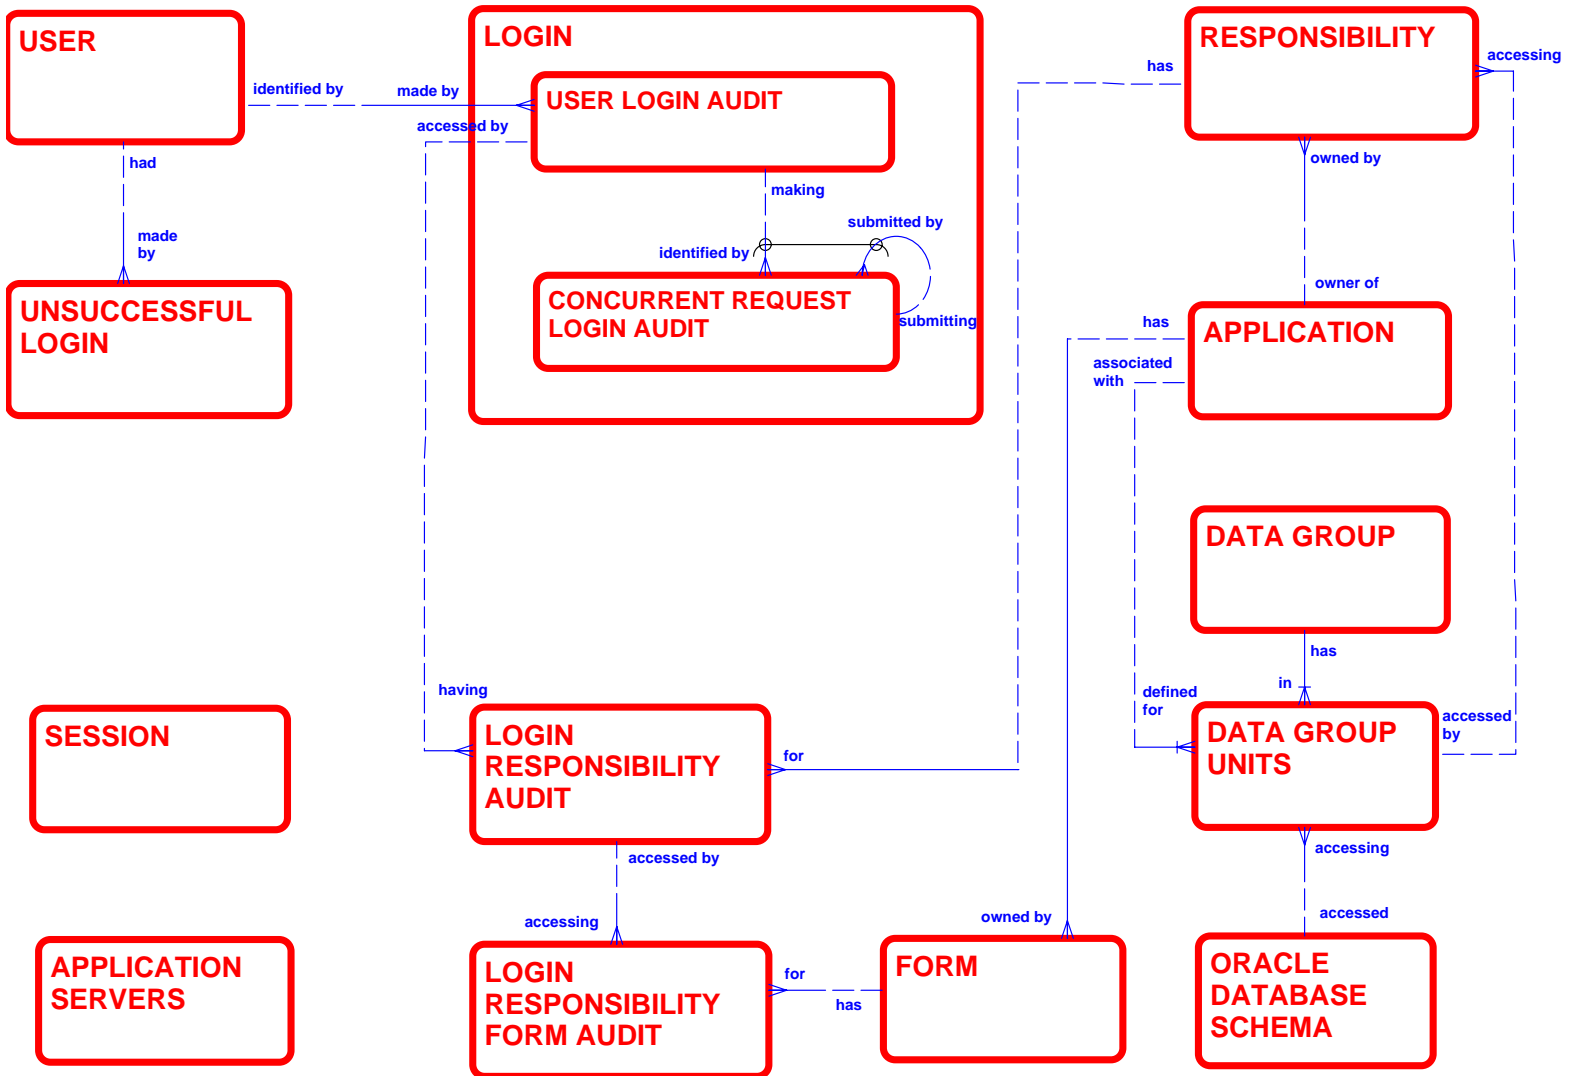 USER
LOGIN
RESPONSIBILITY
accessing
has
identified by
made by
USER LOGIN AUDIT
accessed by
had
owned by
making
submitted by
made
by
identified by
UNSUCCESSFUL
LOGIN
CONCURRENT REQUEST
LOGIN AUDIT
submitting
owner of
has
APPLICATION
associated
with
DATA GROUP
has
in
having
defined
for
accessed
by
SESSION
LOGIN
RESPONSIBILITY
AUDIT
for
DATA GROUP
UNITS
accessed by
accessing
accessing
owned by
accessed
APPLICATION
SERVERS
LOGIN
RESPONSIBILITY
FORM AUDIT
for
has
FORM
ORACLE
DATABASE
SCHEMA